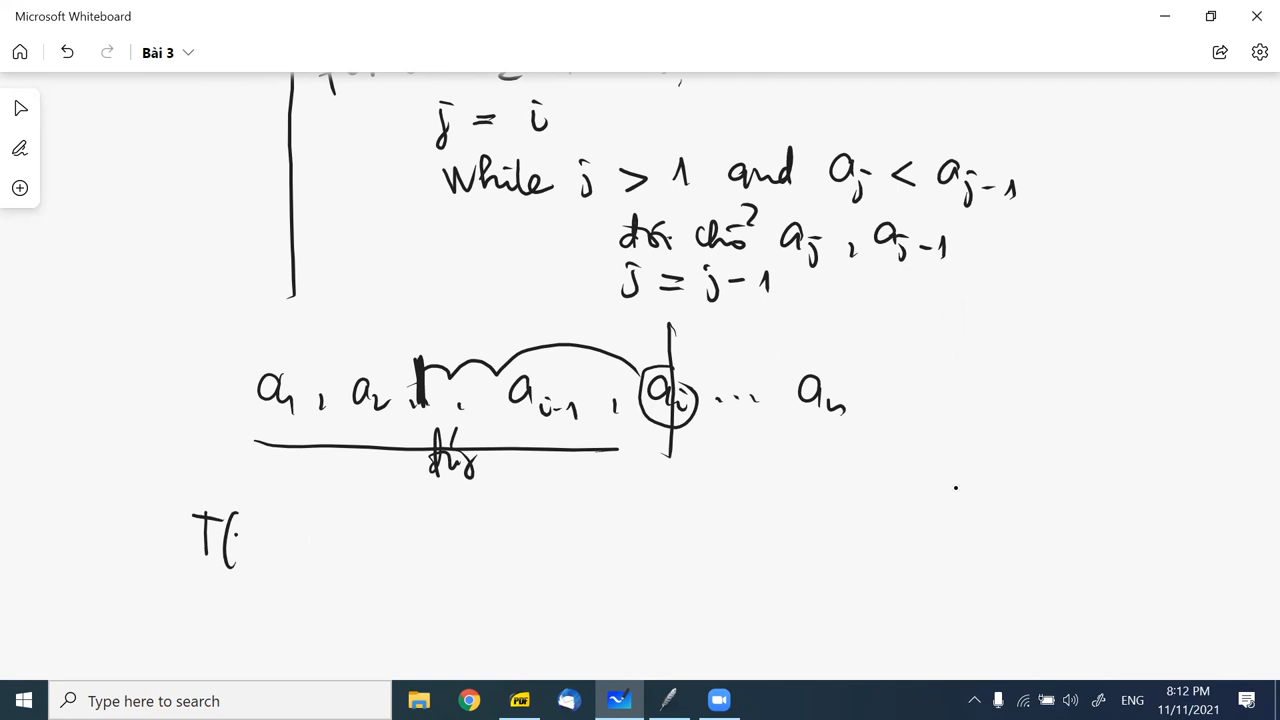 Microsoft Whiteboard
Bài 3
j = i
While j > 1 and aj < aj-1
đổi chỗ aj, aj-1
j = j-1
a1, a2, ., ai-1, ai ... an
T(
Type here to search
ENG
8:12 PM
11/11/2021